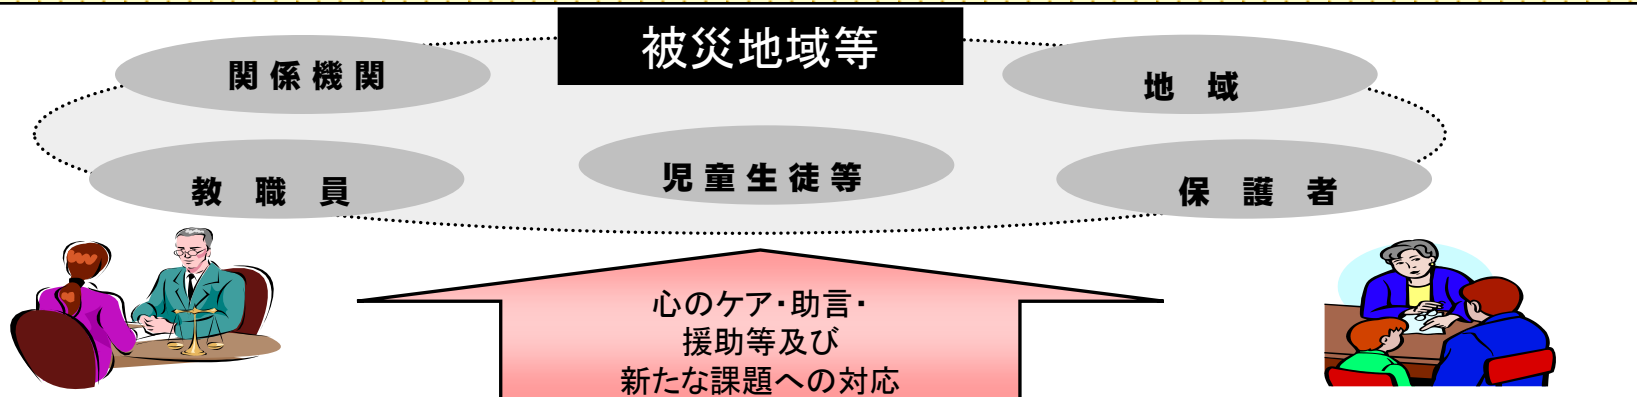 被災地域等
関係機関
地域
教職員
児童生徒等
保護者
心のケア・助言・
援助等及び
新たな課題への対応